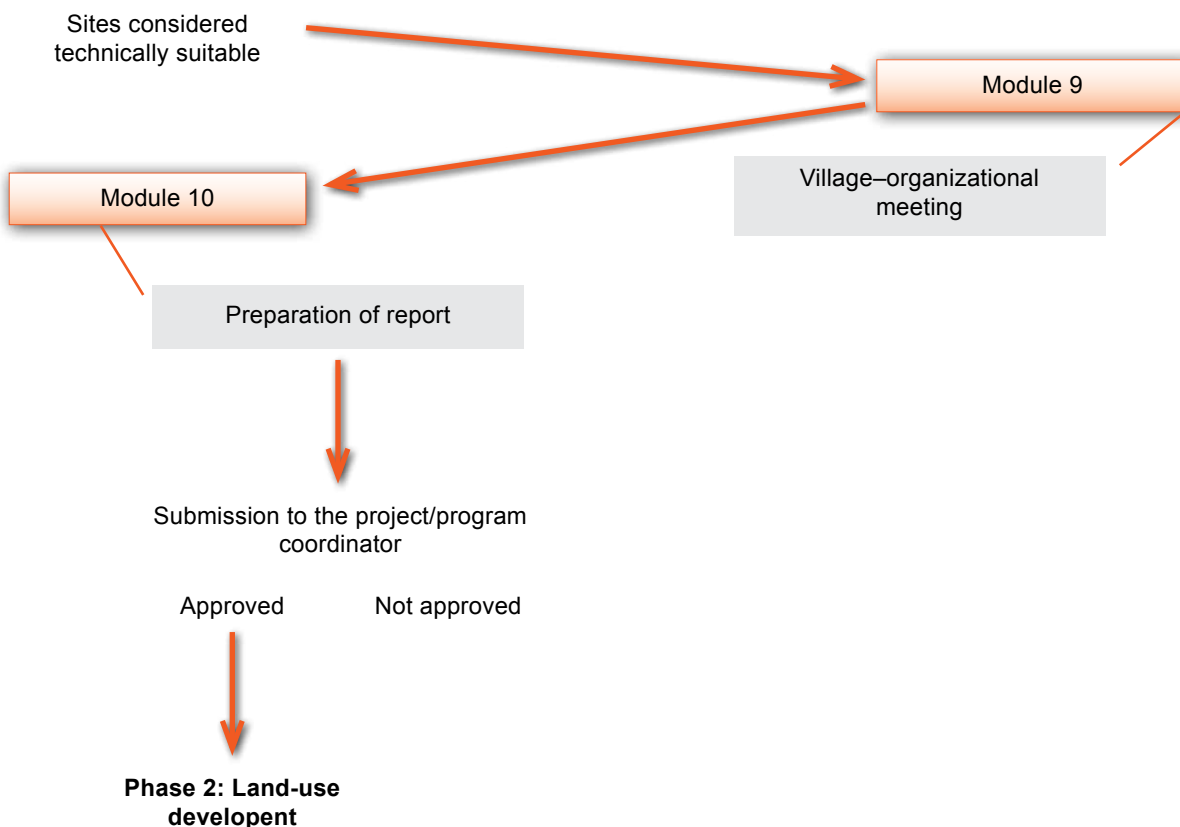 Sites considered
technically suitable
Module 9
Village–organizational
meeting
Module 10
Preparation of report
Submission to the project/program
coordinator
Approved
Not approved
Phase 2: Land-use
developent